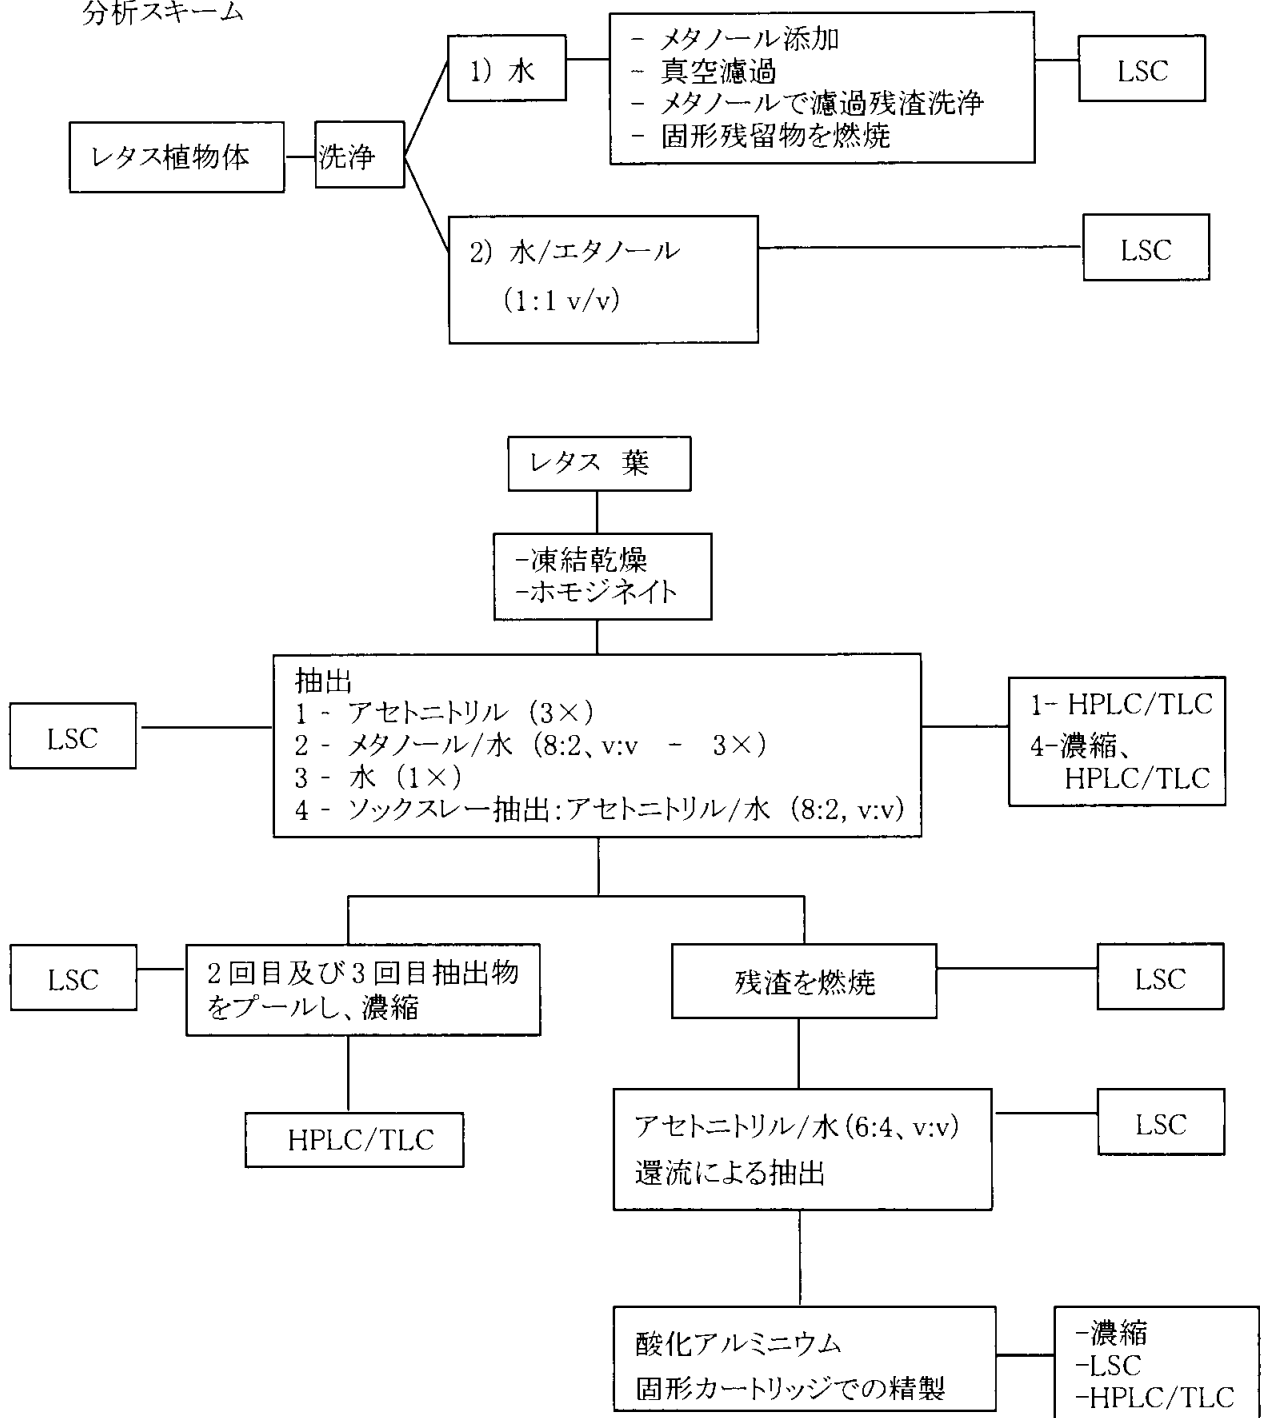 分析スキーム
1) 水
- メタノール添加
- 真空濾過
- メタノールで濾過残渣洗浄
- 固形残留物を燃焼
LSC
レタス植物体
洗浄
2) 水/エタノール
(1:1 v/v)
LSC
レタス 葉
-凍結乾燥
-ホモジネイト
抽出
1 - アセトニトリル (3×)
2 - メタノール/水 (8:2、v:v - 3×)
3 - 水 (1×)
4 - ソックスレー抽出:アセトニトリル/水 (8:2, v:v)
LSC
1- HPLC/TLC
4-濃縮、
HPLC/TLC
LSC
2回目及び3回目抽出物
をプールし、濃縮
残渣を燃焼
LSC
HPLC/TLC
アセトニトリル/水(6:4、v:v)
還流による抽出
LSC
酸化アルミニウム
固形カートリッジでの精製
-濃縮
-LSC
-HPLC/TLC